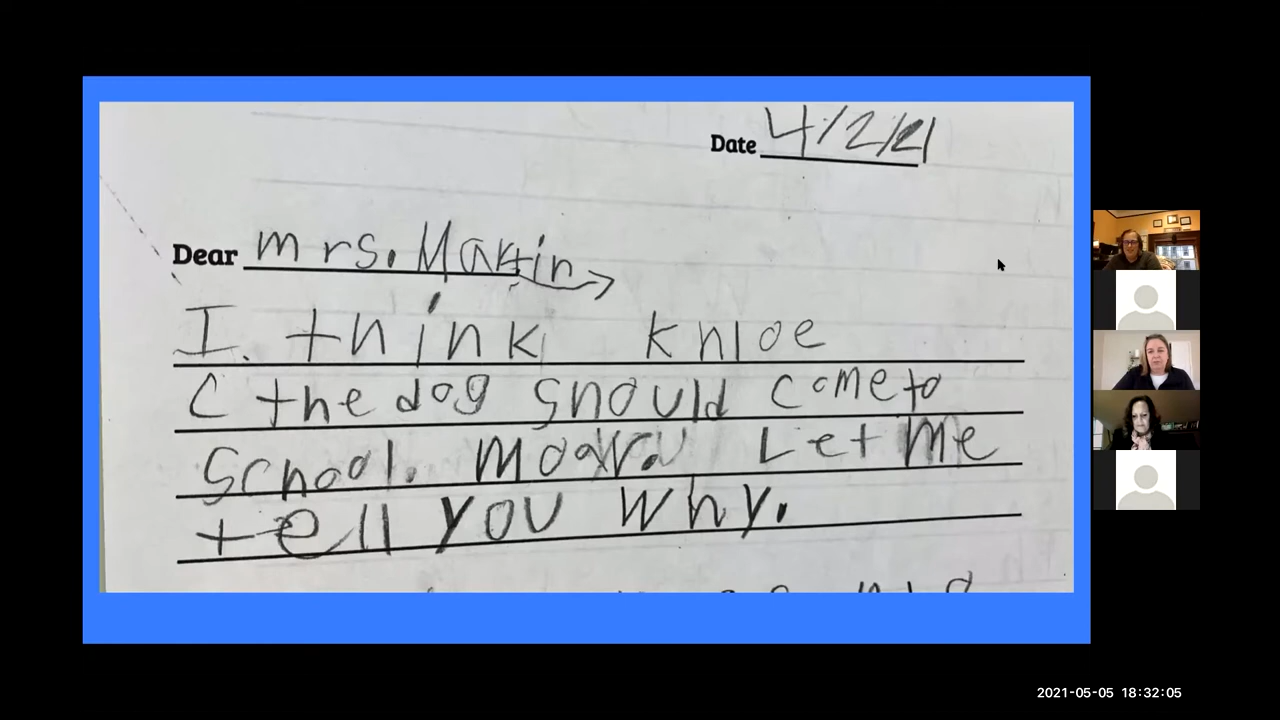 Date 4/2/21
Dear mrs. Martin
I. think khloe
C the dog should come to
School. Let me
tell you why.
2021-05-05 18:32:05